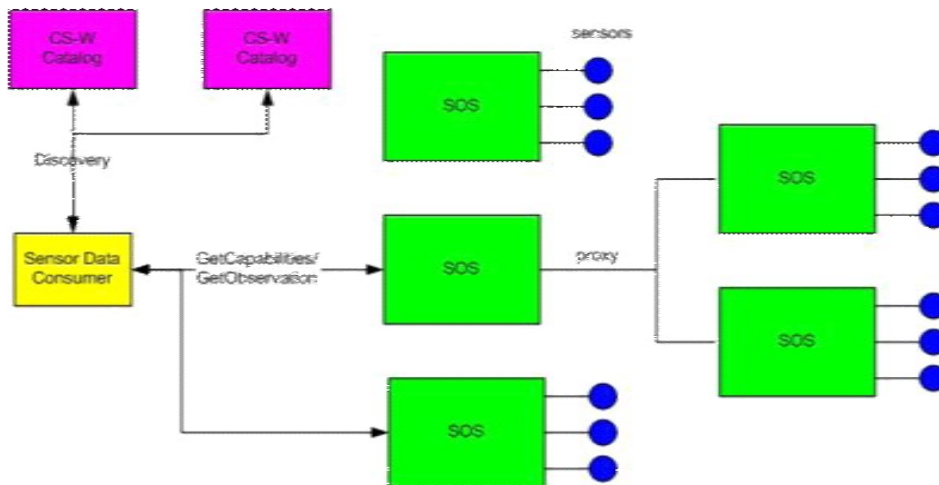 CS-W
Catalog
CS-W
Catalog
sensors
SOS
SOS
Discovery
Sensor Data
Consumer
GetCapabilities/
GetObservation
SOS
proxy
SOS
SOS